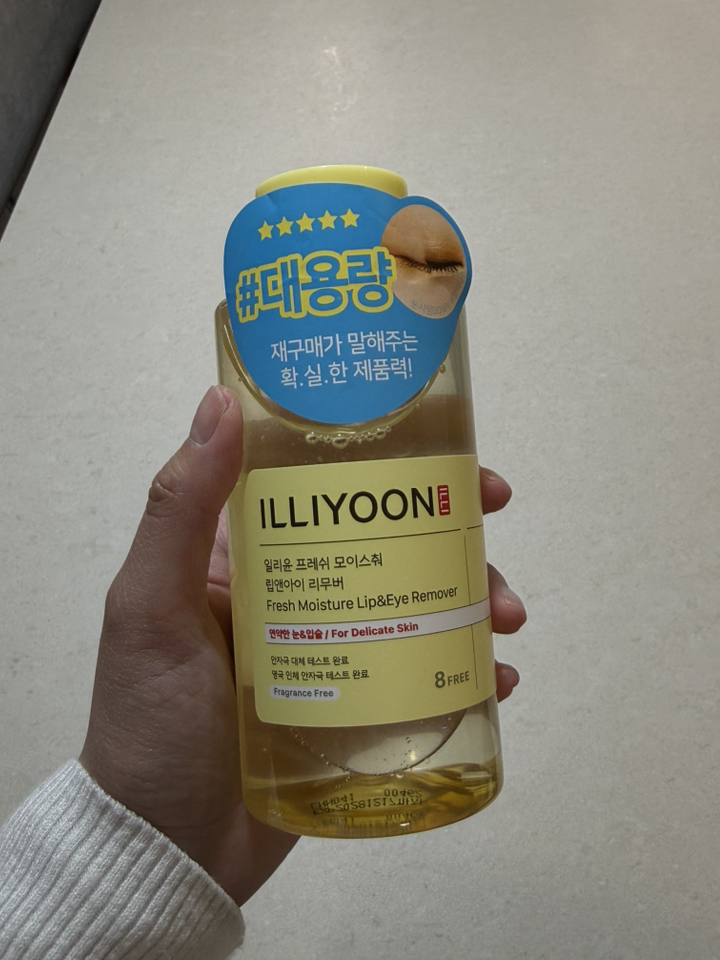 #대용량
재구매가 말해주는
확.실.한 제품력!
ILLIYOON
ILLI
일리윤 프레쉬 모이스춰
립앤아이 리무버
Fresh Moisture Lip&Eye Remover
연약한 눈&입술 / For Delicate Skin
안자극 대체 테스트 완료
영국 인체 안자극 테스트 완료
Fragrance Free
8 FREE